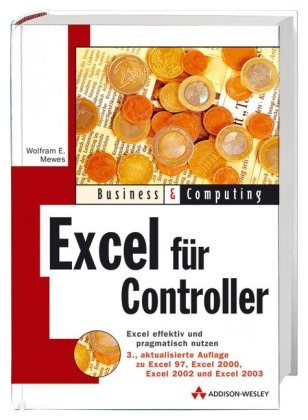 Wolfram E.
Mewes
Business & Computing
Excel für
Controller
Excel effektiv und
pragmatisch nutzen
3., aktualisierte Auflage
zu Excel 97, Excel 2000,
Excel 2002 und Excel 2003
ADDISON-WESLEY